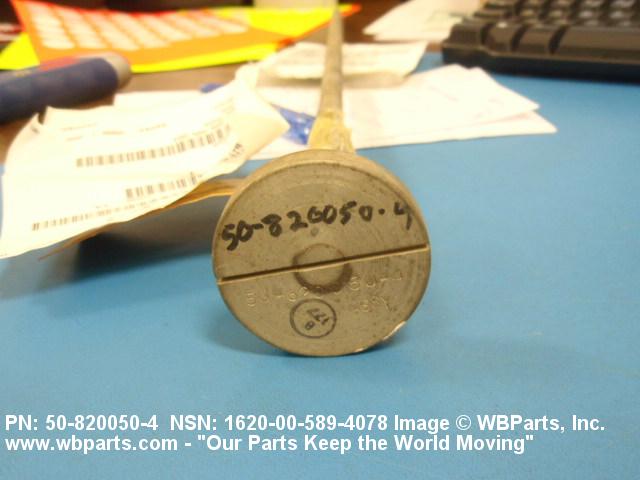 50-820050-4
B
177
PN: 50-820050-4 NSN: 1620-00-589-4078 Image © WBParts, Inc.
www.wbparts.com - "Our Parts Keep the World Moving"